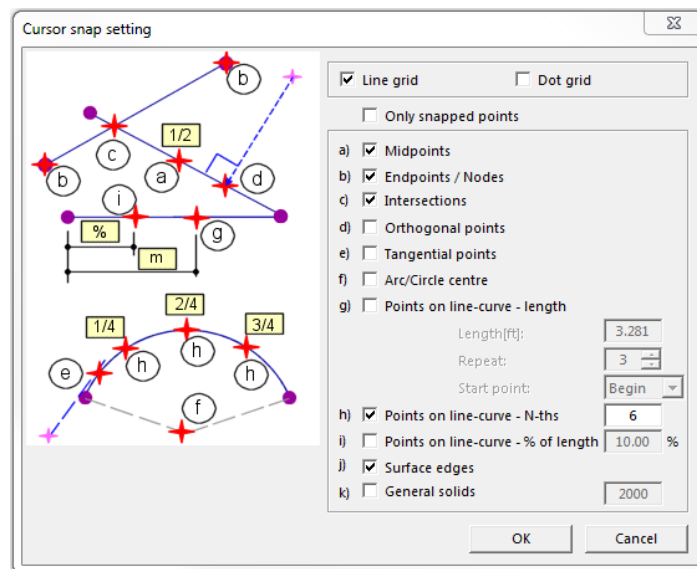 Cursor snap setting
b
1/2
c
a
d
b
i
%
g
m
2/4
1/4
3/4
h
h
h
e
f
Line grid
Dot grid
Only snapped points
a) Midpoints
b) Endpoints / Nodes
c) Intersections
d) Orthogonal points
e) Tangential points
f) Arc/Circle centre
g) Points on line-curve - length
Length[ft]: 3.281
Repeat: 3
Start point: Begin
h) Points on line-curve - N-ths 6
i) Points on line-curve - % of length 10.00 %
j) Surface edges
k) General solids 2000
OK
Cancel